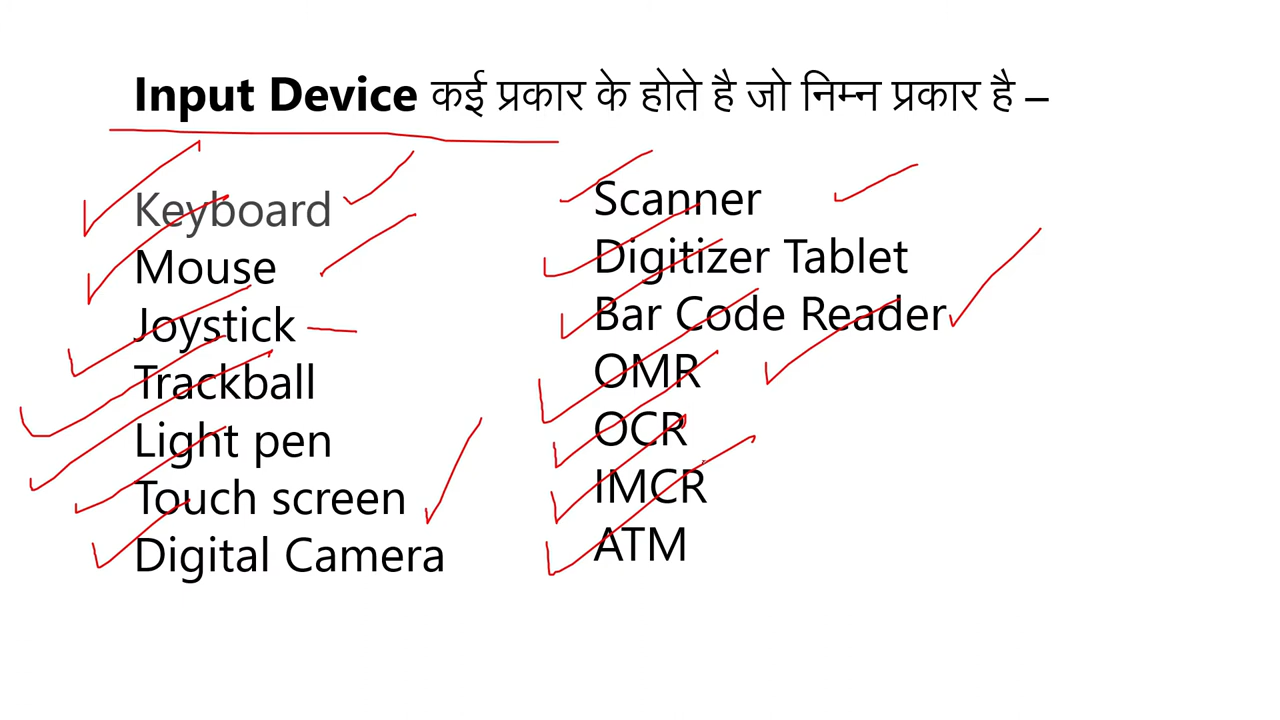 Input Device कई प्रकार के होते है जो निम्न प्रकार है –
Keyboard
Mouse
Joystick
Trackball
Light pen
Touch screen
Digital Camera
Scanner
Digitizer Tablet
Bar Code Reader
OMR
OCR
IMCR
ATM